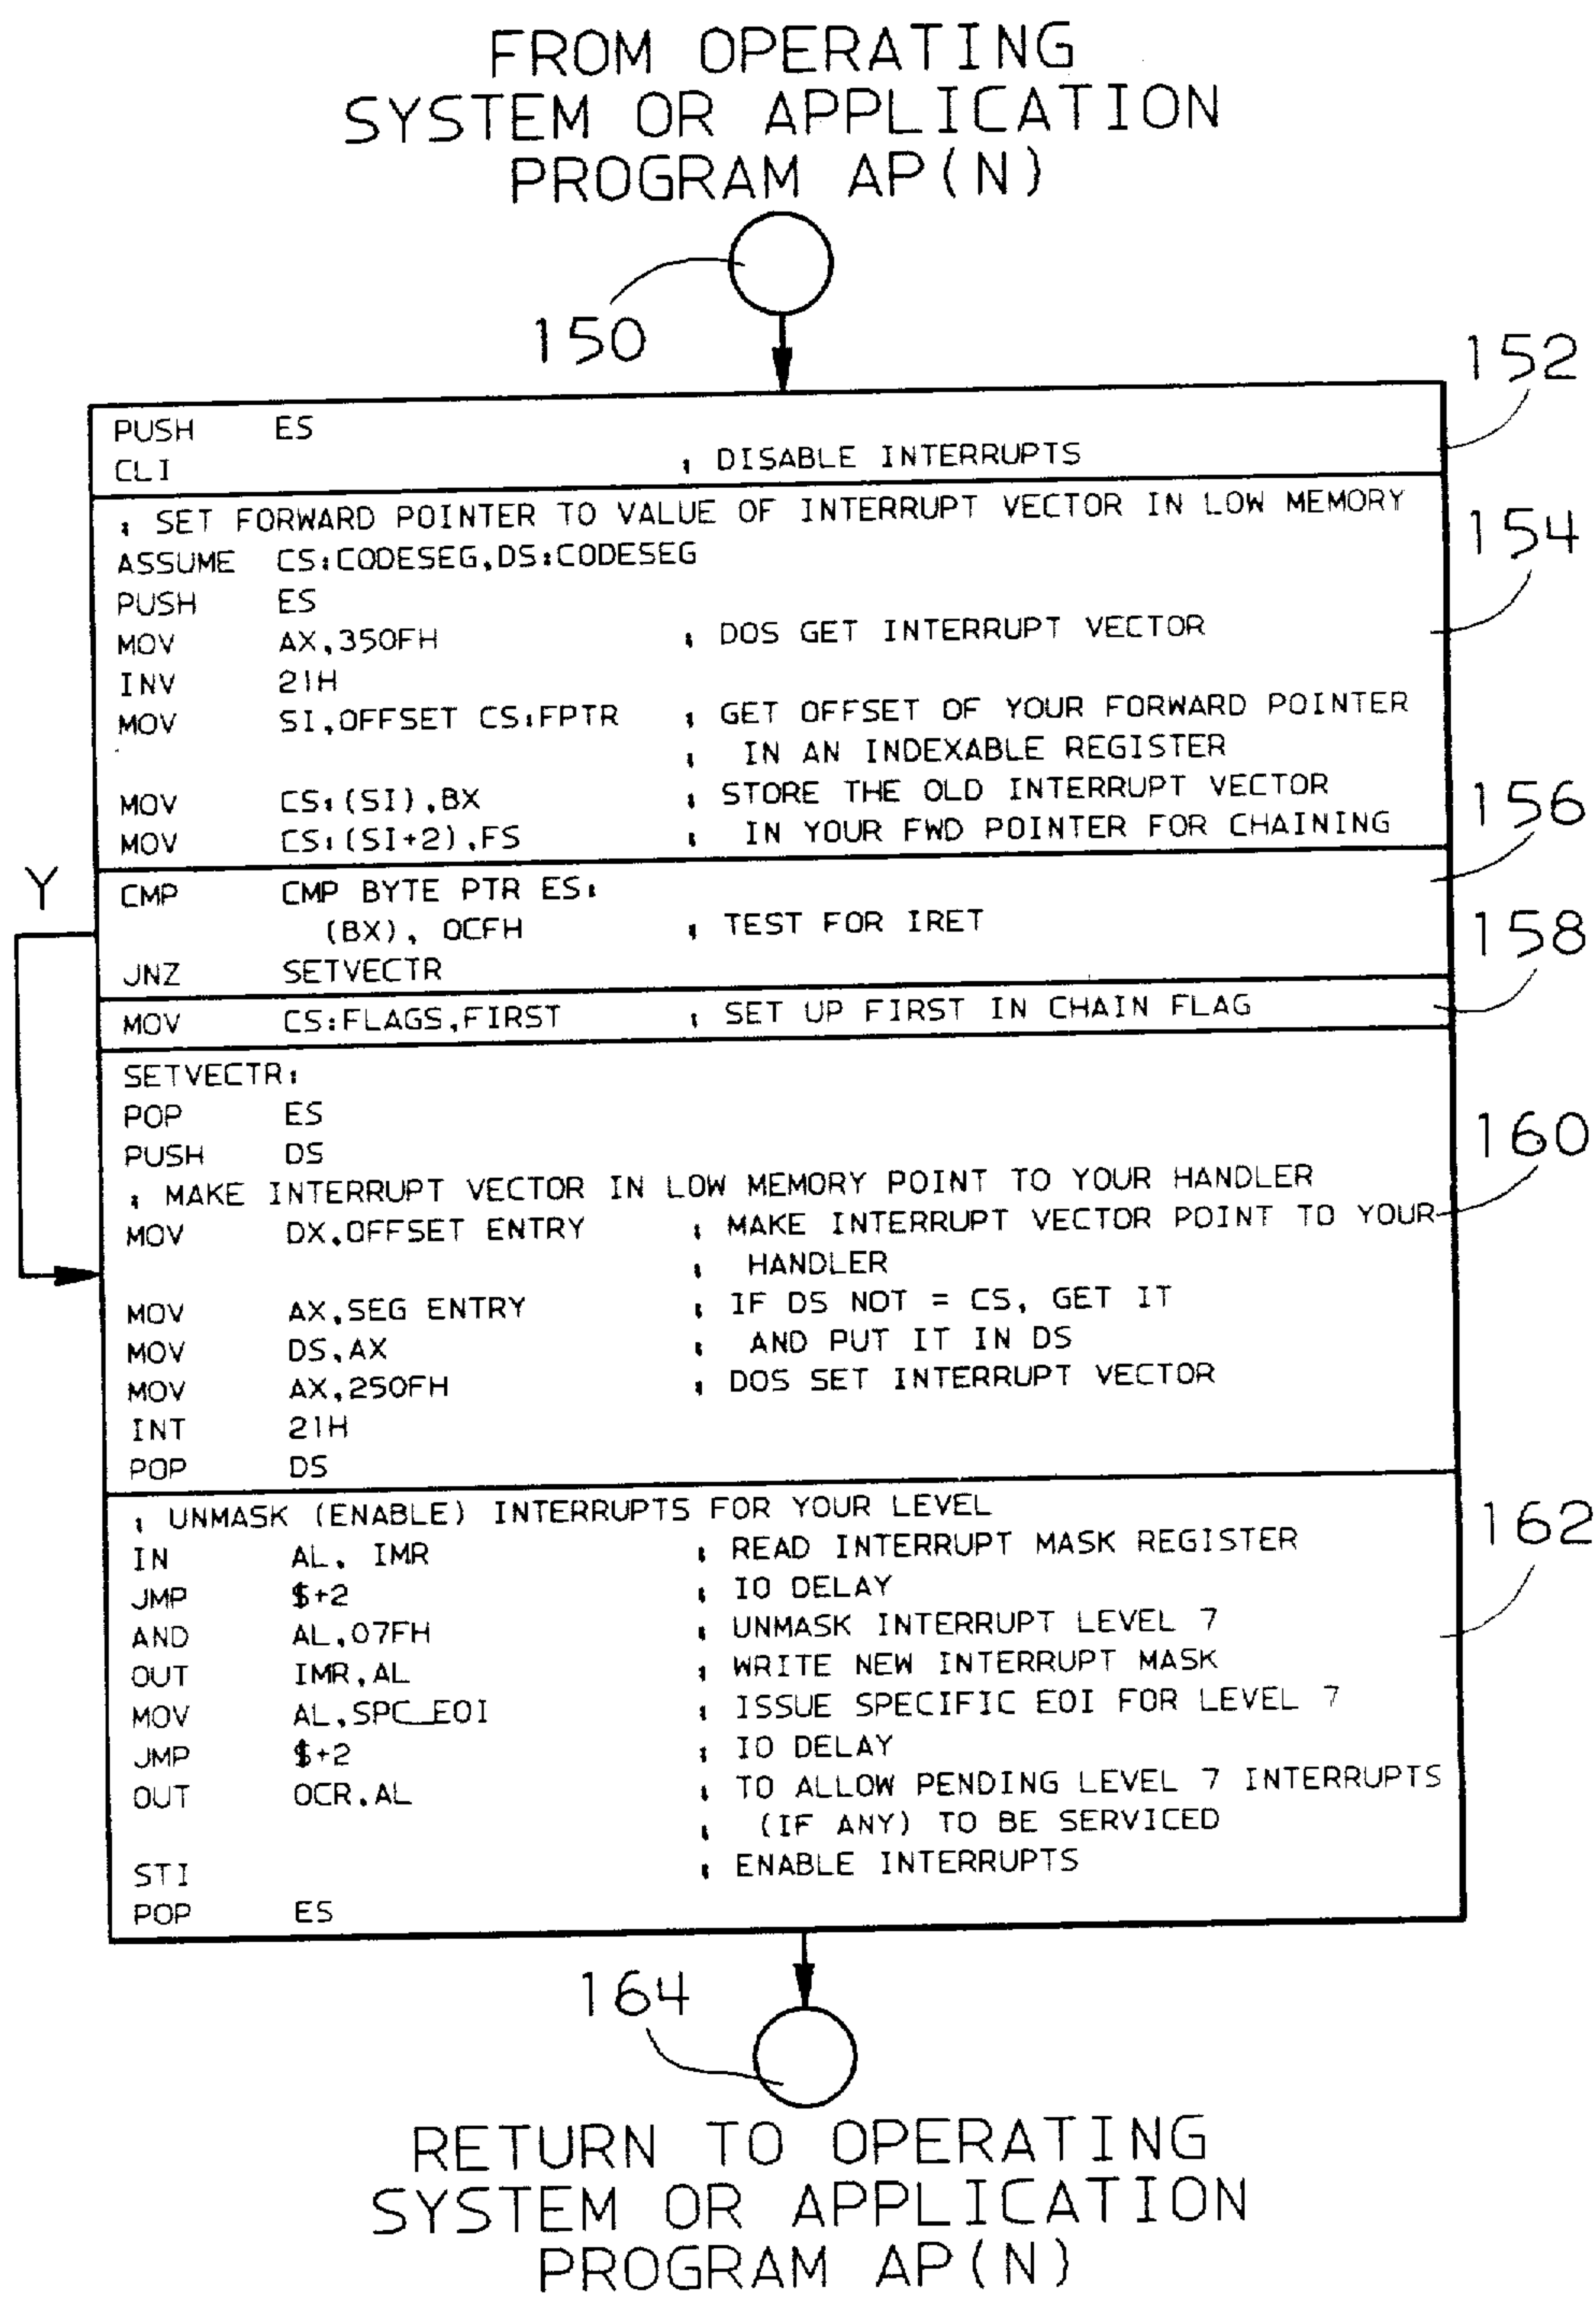 FROM OPERATING
SYSTEM OR APPLICATION
PROGRAM AP(N)
150
152
PUSH ES
CLI ; DISABLE INTERRUPTS
; SET FORWARD POINTER TO VALUE OF INTERRUPT VECTOR IN LOW MEMORY
154
ASSUME CS:CODESEG,DS:CODESEG
PUSH ES
MOV AX,350FH ; DOS GET INTERRUPT VECTOR
INV 21H
MOV SI,OFFSET CS:FPTR ; GET OFFSET OF YOUR FORWARD POINTER
; IN AN INDEXABLE REGISTER
MOV CS:(SI),BX ; STORE THE OLD INTERRUPT VECTOR
156
MOV CS:(SI+2),FS ; IN YOUR FWD POINTER FOR CHAINING
Y
CMP CMP BYTE PTR ES:
(BX), OCFH ; TEST FOR IRET
158
JNZ SETVECTR
MOV CS:FLAGS,FIRST ; SET UP FIRST IN CHAIN FLAG
SETVECTR:
POP ES
160
PUSH DS
; MAKE INTERRUPT VECTOR IN LOW MEMORY POINT TO YOUR HANDLER
MOV DX,OFFSET ENTRY ; MAKE INTERRUPT VECTOR POINT TO YOUR
; HANDLER
MOV AX,SEG ENTRY ; IF DS NOT = CS, GET IT
MOV DS,AX ; AND PUT IT IN DS
MOV AX,250FH ; DOS SET INTERRUPT VECTOR
INT 21H
POP DS
; UNMASK (ENABLE) INTERRUPTS FOR YOUR LEVEL
162
IN AL, IMR ; READ INTERRUPT MASK REGISTER
JMP $+2 ; IO DELAY
AND AL,07FH ; UNMASK INTERRUPT LEVEL 7
OUT IMR,AL ; WRITE NEW INTERRUPT MASK
MOV AL,SPC_EOI ; ISSUE SPECIFIC EOI FOR LEVEL 7
JMP $+2 ; IO DELAY
OUT OCR,AL ; TO ALLOW PENDING LEVEL 7 INTERRUPTS
; (IF ANY) TO BE SERVICED
STI ; ENABLE INTERRUPTS
POP ES
164
RETURN TO OPERATING
SYSTEM OR APPLICATION
PROGRAM AP(N)